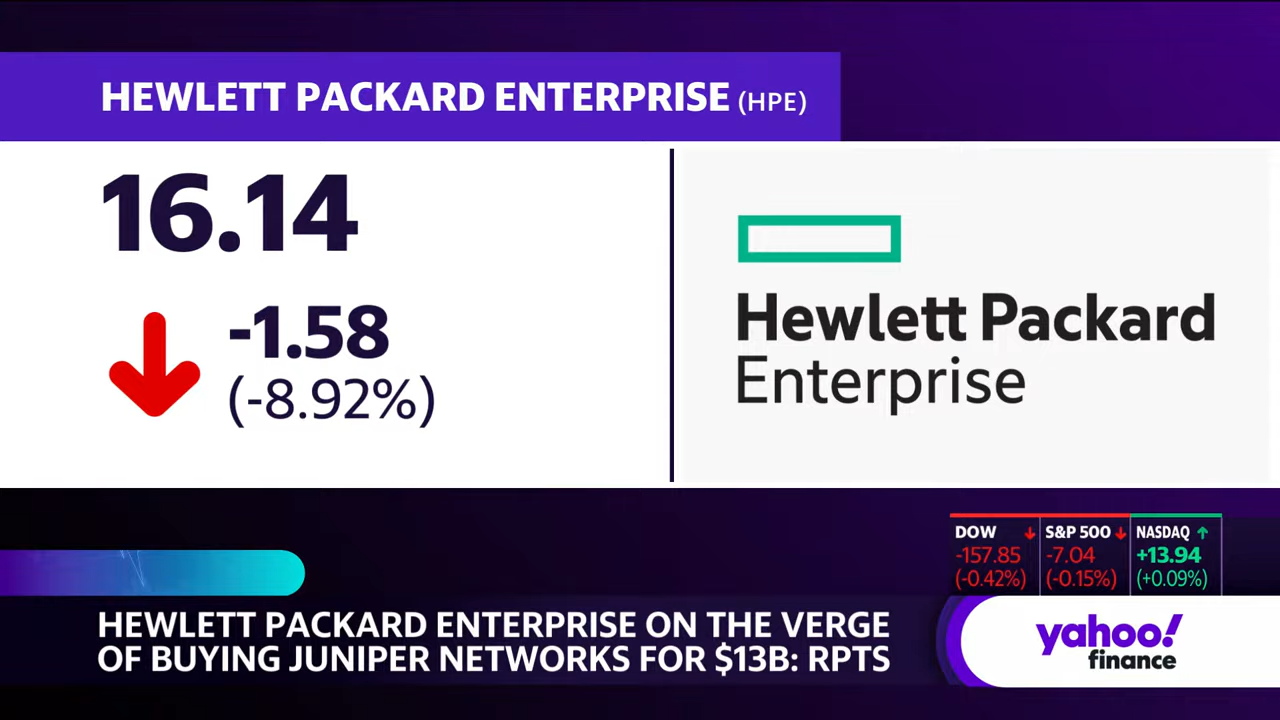 HEWLETT PACKARD ENTERPRISE (HPE)
16.14
-1.58
(-8.92%)
Hewlett Packard
Enterprise
DOW
-157.85
(-0.42%)
S&P 500
-7.04
(-0.15%)
NASDAQ
+13.94
(+0.09%)
HEWLETT PACKARD ENTERPRISE ON THE VERGE
OF BUYING JUNIPER NETWORKS FOR $13B: RPTS
yahoo!
finance